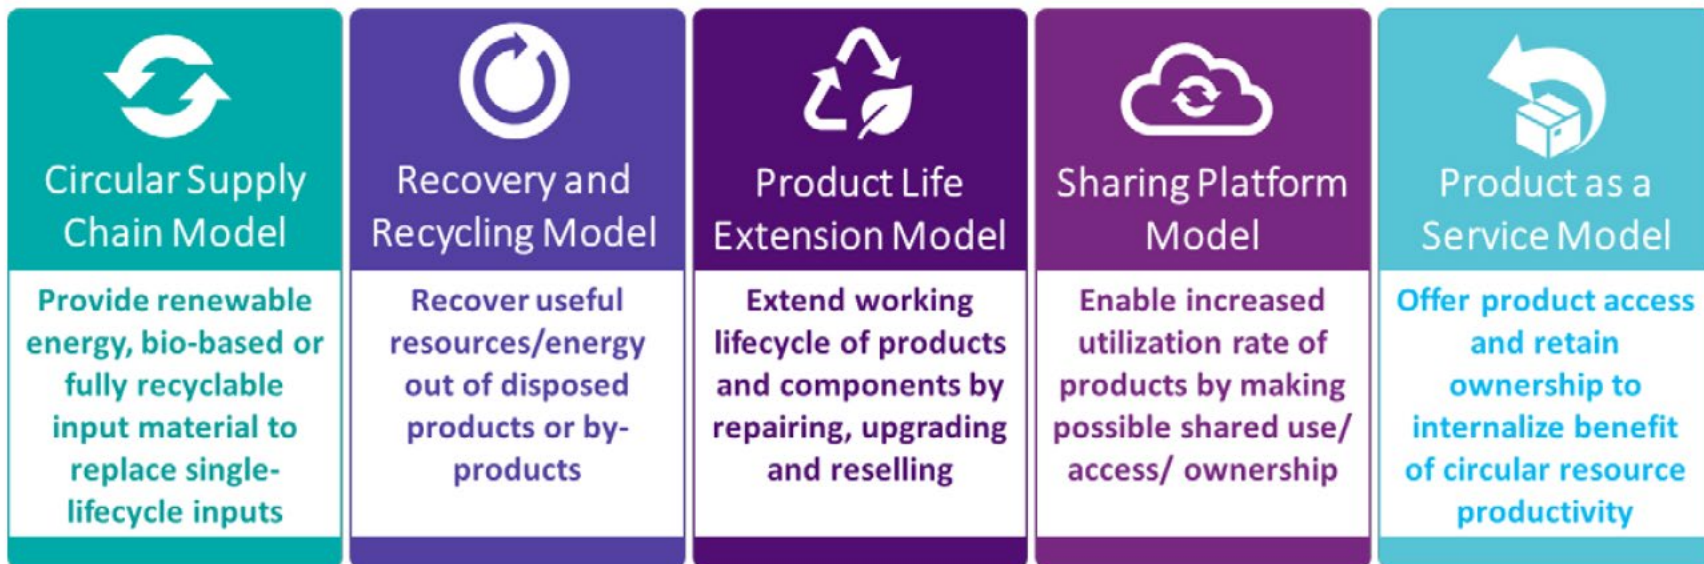 Circular Supply
Chain Model
Provide renewable
energy, bio-based or
fully recyclable
input material to
replace single-
lifecycle inputs
Recovery and
Recycling Model
Recover useful
resources/energy
out of disposed
products or by-
products
Product Life
Extension Model
Extend working
lifecycle of products
and components by
repairing, upgrading
and reselling
Sharing Platform
Model
Enable increased
utilization rate of
products by making
possible shared use/
access/ ownership
Product as a
Service Model
Offer product access
and retain
ownership to
internalize benefit
of circular resource
productivity